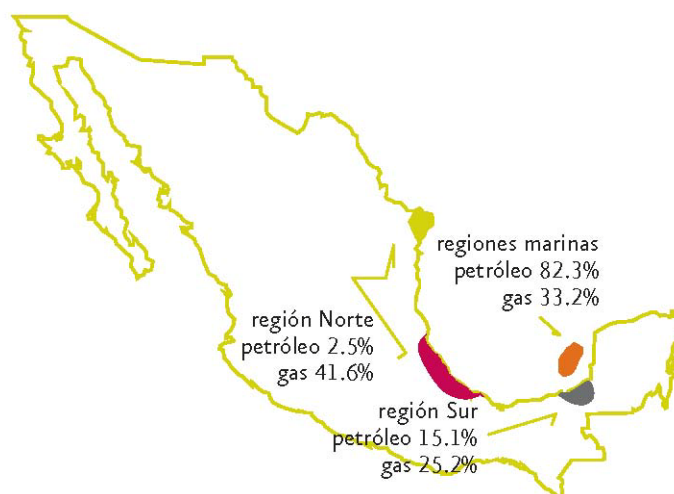 regiones marinas
petróleo 82.3%
gas 33.2%
región Norte
petróleo 2.5%
gas 41.6%
región Sur
petróleo 15.1%
gas 25.2%